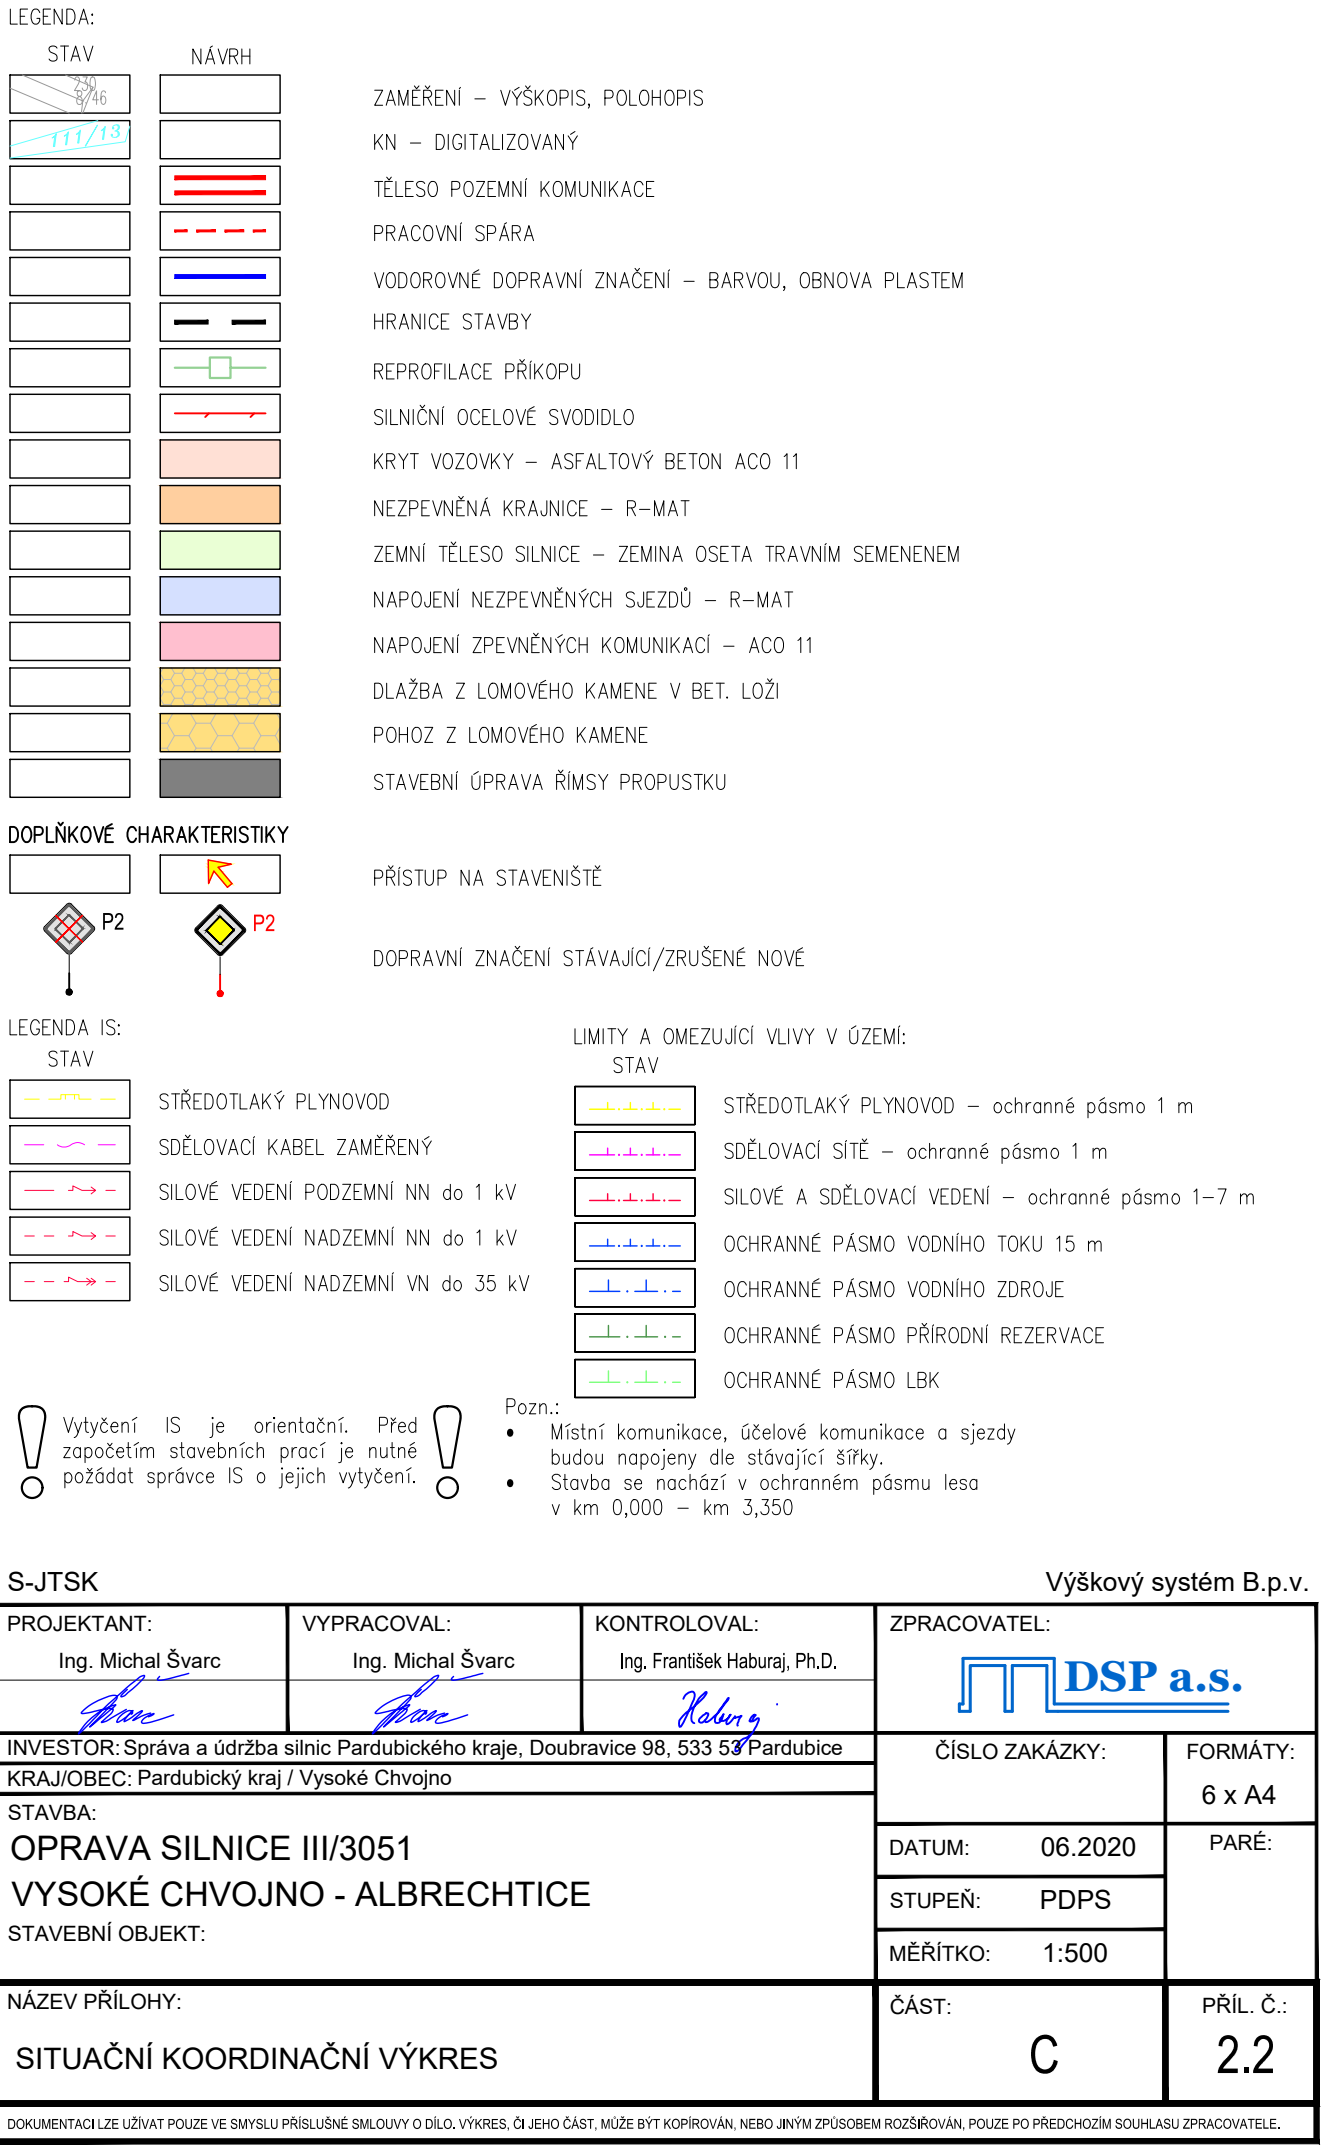 LEGENDA:
STAV NÁVRH
230
8/46
ZAMĚŘENÍ – VÝŠKOPIS, POLOHOPIS
111/13
KN – DIGITALIZOVANÝ
TĚLESO POZEMNÍ KOMUNIKACE
PRACOVNÍ SPÁRA
VODOROVNÉ DOPRAVNÍ ZNAČENÍ – BARVOU, OBNOVA PLASTEM
HRANICE STAVBY
REPROFILACE PŘÍKOPU
SILNIČNÍ OCELOVÉ SVODIDLO
KRYT VOZOVKY – ASFALTOVÝ BETON ACO 11
NEZPEVNĚNÁ KRAJNICE – R–MAT
ZEMNÍ TĚLESO SILNICE – ZEMINA OSETA TRAVNÍM SEMENENEM
NAPOJENÍ NEZPEVNĚNÝCH SJEZDŮ – R–MAT
NAPOJENÍ ZPEVNĚNÝCH KOMUNIKACÍ – ACO 11
DLAŽBA Z LOMOVÉHO KAMENE V BET. LOŽI
POHOZ Z LOMOVÉHO KAMENE
STAVEBNÍ ÚPRAVA ŘÍMSY PROPUSTKU
DOPLŇKOVÉ CHARAKTERISTIKY
PŘÍSTUP NA STAVENIŠTĚ
P2 P2
DOPRAVNÍ ZNAČENÍ STÁVAJÍCÍ/ZRUŠENÉ NOVÉ
LEGENDA IS:
STAV
STŘEDOTLAKÝ PLYNOVOD
SDĚLOVACÍ KABEL ZAMĚŘENÝ
SILOVÉ VEDENÍ PODZEMNÍ NN do 1 kV
SILOVÉ VEDENÍ NADZEMNÍ NN do 1 kV
SILOVÉ VEDENÍ NADZEMNÍ VN do 35 kV
LIMITY A OMEZUJÍCÍ VLIVY V ÚZEMÍ:
STAV
STŘEDOTLAKÝ PLYNOVOD – ochranné pásmo 1 m
SDĚLOVACÍ SÍTĚ – ochranné pásmo 1 m
SILOVÉ A SDĚLOVACÍ VEDENÍ – ochranné pásmo 1–7 m
OCHRANNÉ PÁSMO VODNÍHO TOKU 15 m
OCHRANNÉ PÁSMO VODNÍHO ZDROJE
OCHRANNÉ PÁSMO PŘÍRODNÍ REZERVACE
OCHRANNÉ PÁSMO LBK
! Vytyčení IS je orientační. Před !
započetím stavebních prací je nutné
požádat správce IS o jejich vytyčení.
Pozn.:
• Místní komunikace, účelové komunikace a sjezdy
budou napojeny dle stávající šířky.
• Stavba se nachází v ochranném pásmu lesa
v km 0,000 – km 3,350
S-JTSK Výškový systém B.p.v.
PROJEKTANT: VYPRACOVAL: KONTROLOVAL: ZPRACOVATEL:
Ing. Michal Švarc Ing. Michal Švarc Ing. František Haburaj, Ph.D.
DSP a.s.
Švarc Švarc Haburaj
INVESTOR: Správa a údržba silnic Pardubického kraje, Doubravice 98, 533 53 Pardubice
KRAJ/OBEC: Pardubický kraj / Vysoké Chvojno
ČÍSLO ZAKÁZKY: FORMÁTY:
6 x A4
STAVBA:
OPRAVA SILNICE III/3051
VYSOKÉ CHVOJNO - ALBRECHTICE
STAVEBNÍ OBJEKT:
DATUM: 06.2020 PARÉ:
STUPEŇ: PDPS
MĚŘÍTKO: 1:500
NÁZEV PŘÍLOHY:
SITUAČNÍ KOORDINAČNÍ VÝKRES
ČÁST: PŘÍL. Č.:
C 2.2
DOKUMENTACI LZE UŽÍVAT POUZE VE SMYSLU PŘÍSLUŠNÉ SMLOUVY O DÍLO. VÝKRES, ČI JEHO ČÁST, MŮŽE BÝT KOPÍROVÁN, NEBO JINÝM ZPŮSOBEM ROZŠIŘOVÁN, POUZE PO PŘEDCHOZÍM SOUHLASU ZPRACOVATELE.